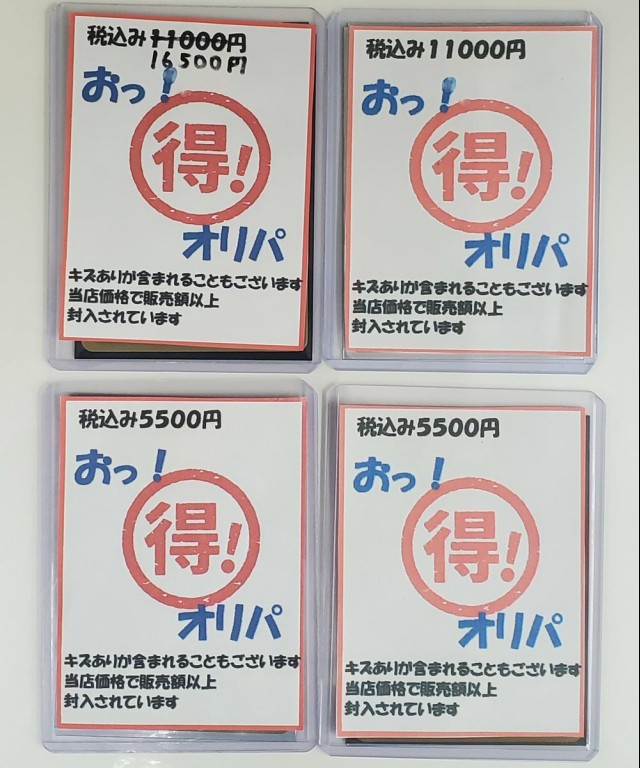 税込み11000円
16500円
おっ!
得!
オリパ
キズありが含まれることもございます
当店価格で販売額以上
封入されています
税込み11000円
おっ!
得!
オリパ
キズありが含まれることもございます
当店価格で販売額以上
封入されています
税込み5500円
おっ!
得!
オリパ
キズありが含まれることもございます
当店価格で販売額以上
封入されています
税込み5500円
おっ!
得!
オリパ
キズありが含まれることもございます
当店価格で販売額以上
封入されています